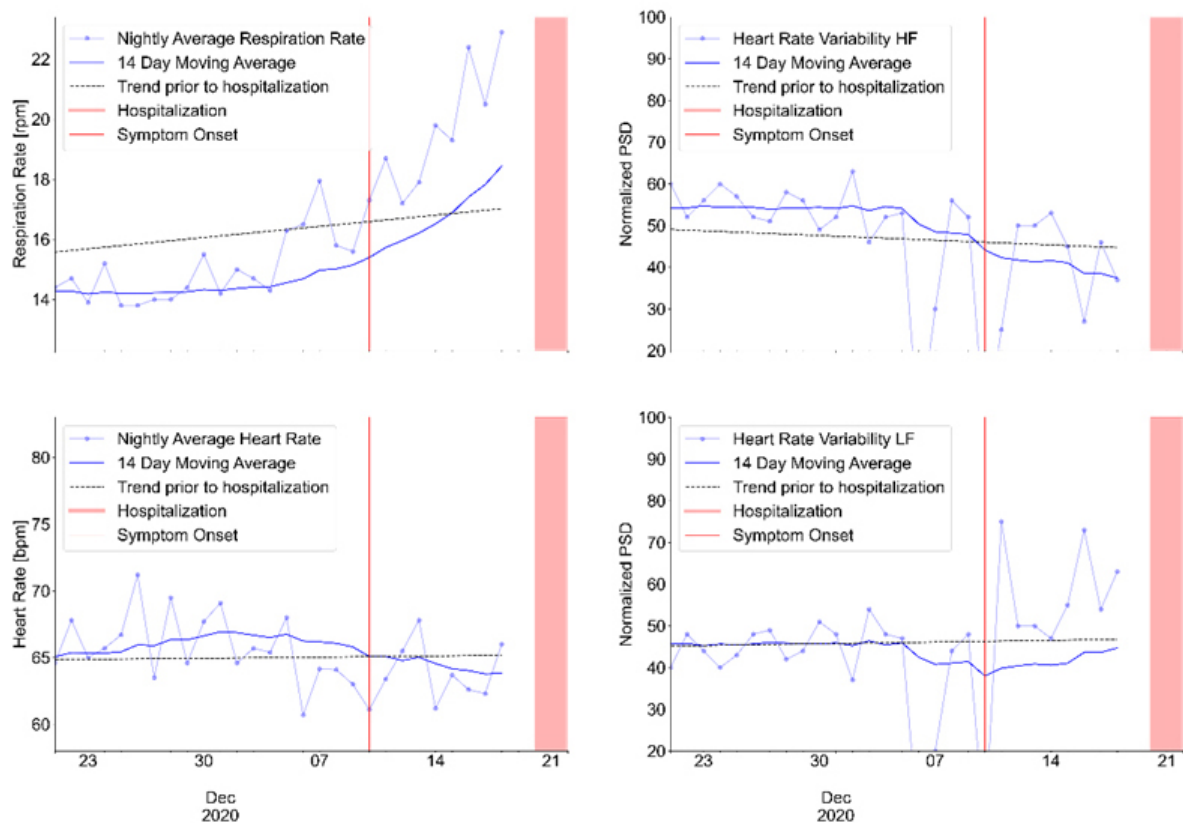 Nightly Average Respiration Rate
14 Day Moving Average
Trend prior to hospitalization
Hospitalization
Symptom Onset
Respiration Rate [rpm]
22
20
18
16
14
Heart Rate Variability HF
14 Day Moving Average
Trend prior to hospitalization
Hospitalization
Symptom Onset
Normalized PSD
100
90
80
70
60
50
40
30
20
Nightly Average Heart Rate
14 Day Moving Average
Trend prior to hospitalization
Hospitalization
Symptom Onset
Heart Rate [bpm]
80
75
70
65
60
23 30 07 14 21
Dec
2020
Heart Rate Variability LF
14 Day Moving Average
Trend prior to hospitalization
Hospitalization
Symptom Onset
Normalized PSD
100
90
80
70
60
50
40
30
20
23 30 07 14 21
Dec
2020